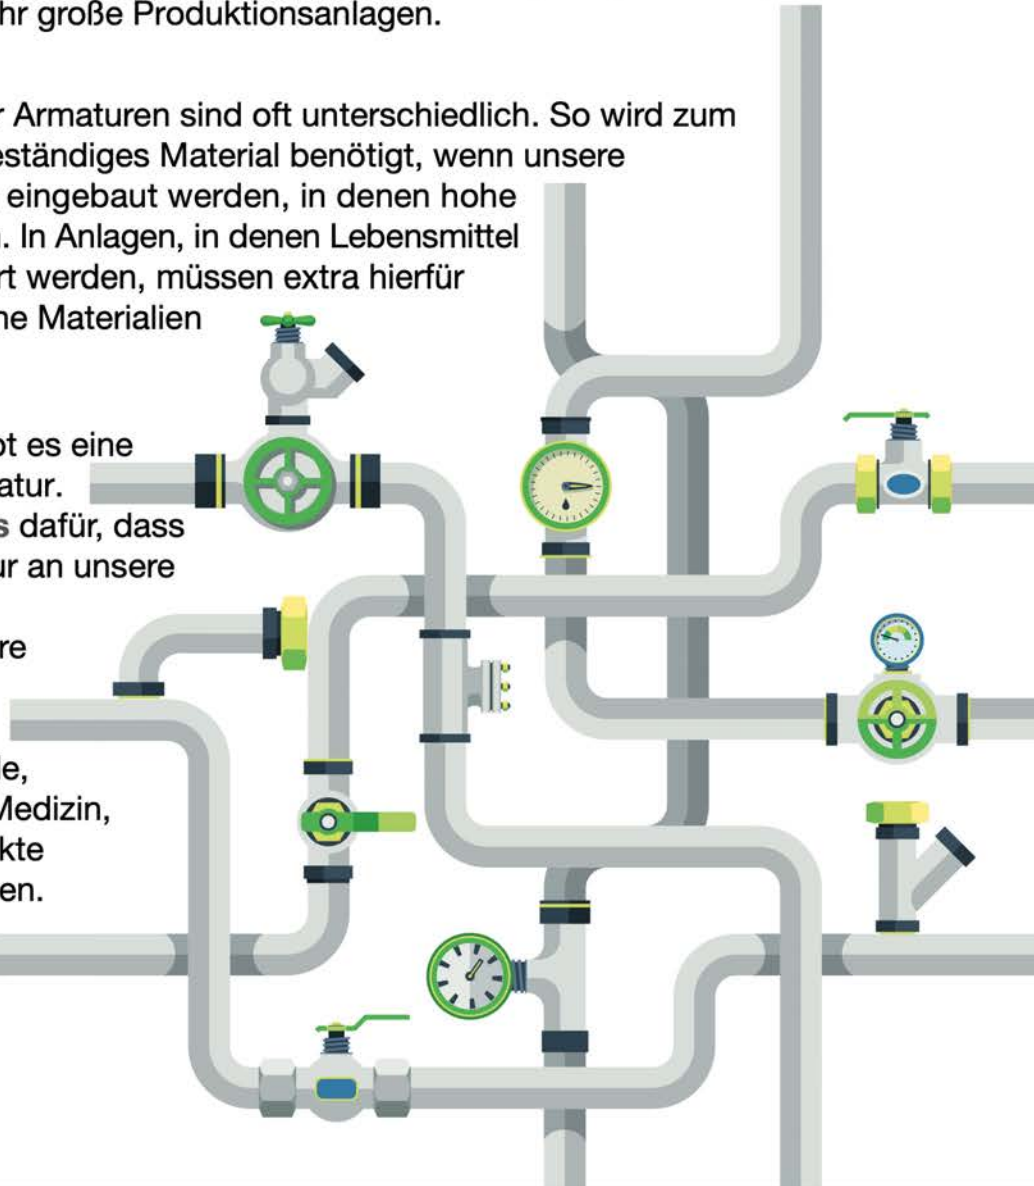 hr große Produktionsanlagen.
r Armaturen sind oft unterschiedlich. So wird zum
eständiges Material benötigt, wenn unsere
eingebaut werden, in denen hohe
. In Anlagen, in denen Lebensmittel
rt werden, müssen extra hierfür
ne Materialien
ot es eine
atur.
s dafür, dass
ur an unsere
re
le,
Medizin,
kte
en.